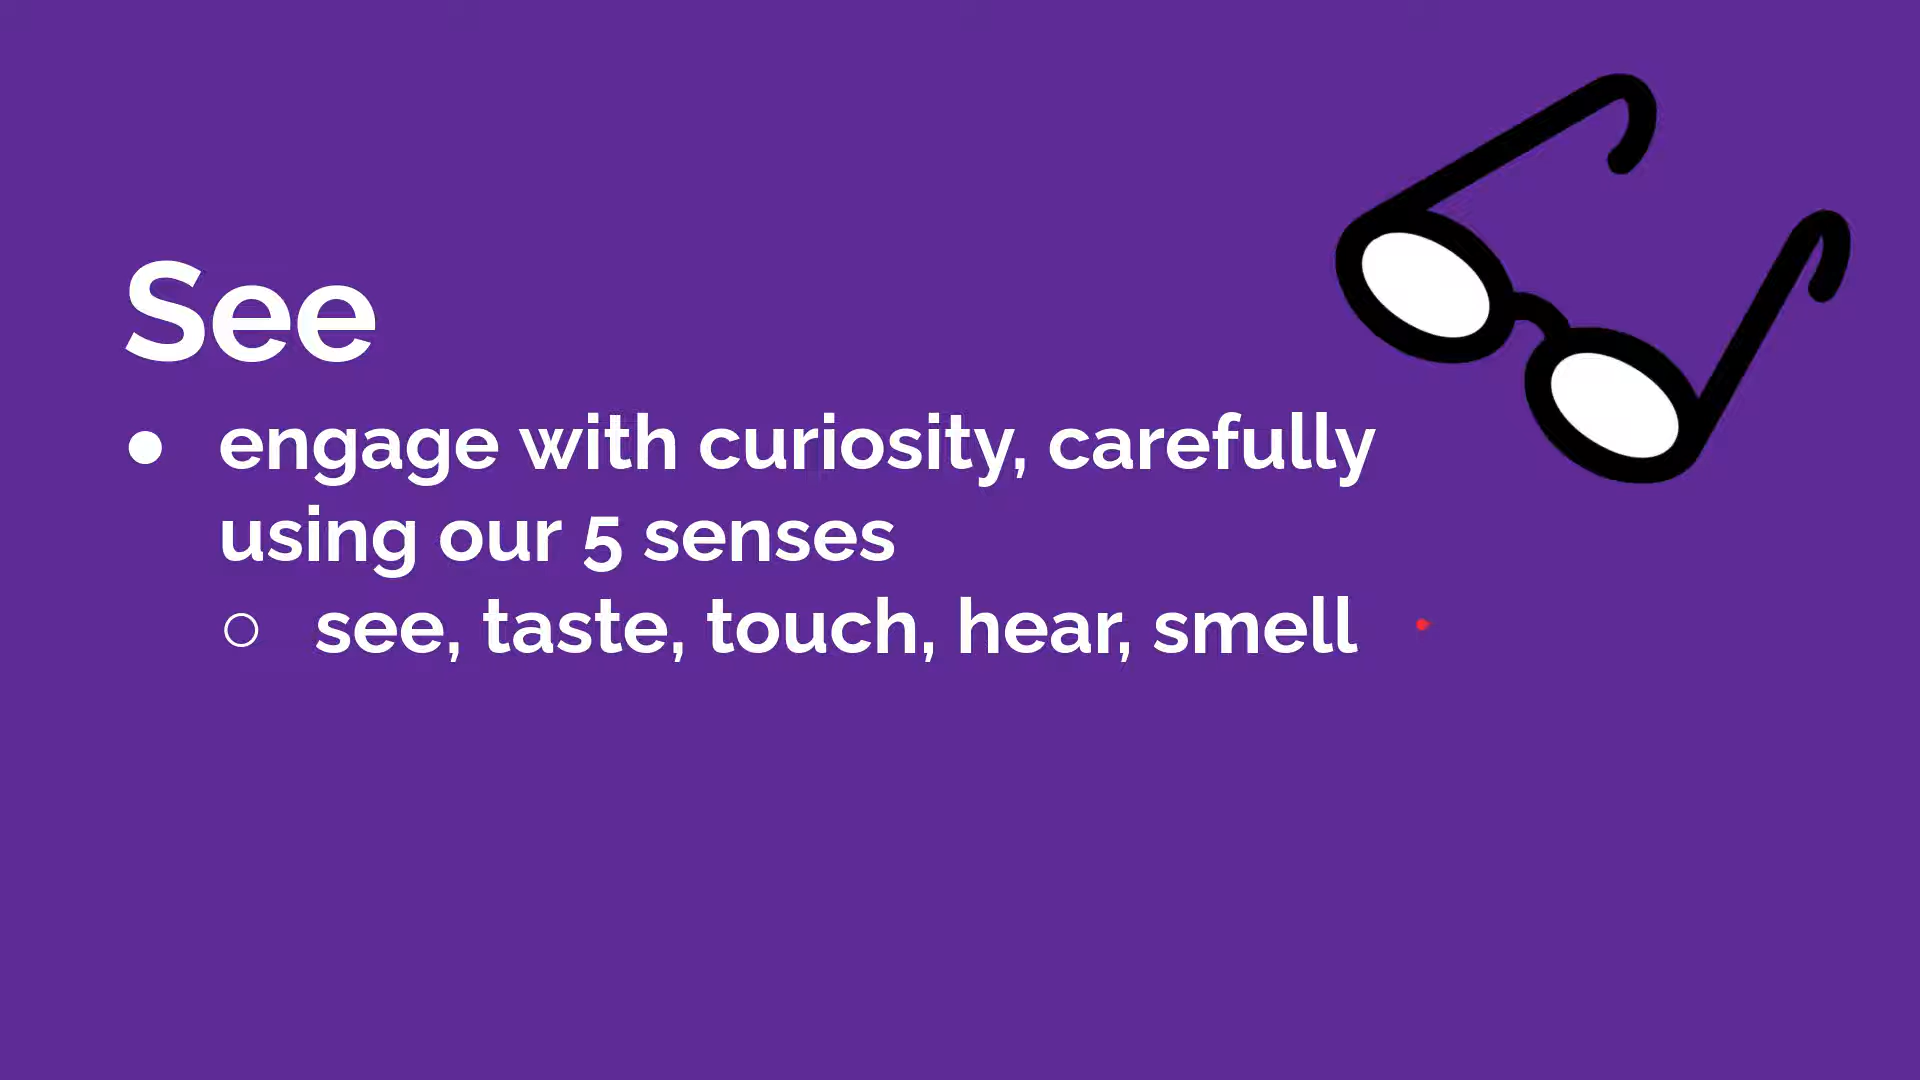 See
● engage with curiosity, carefully
using our 5 senses
○ see, taste, touch, hear, smell